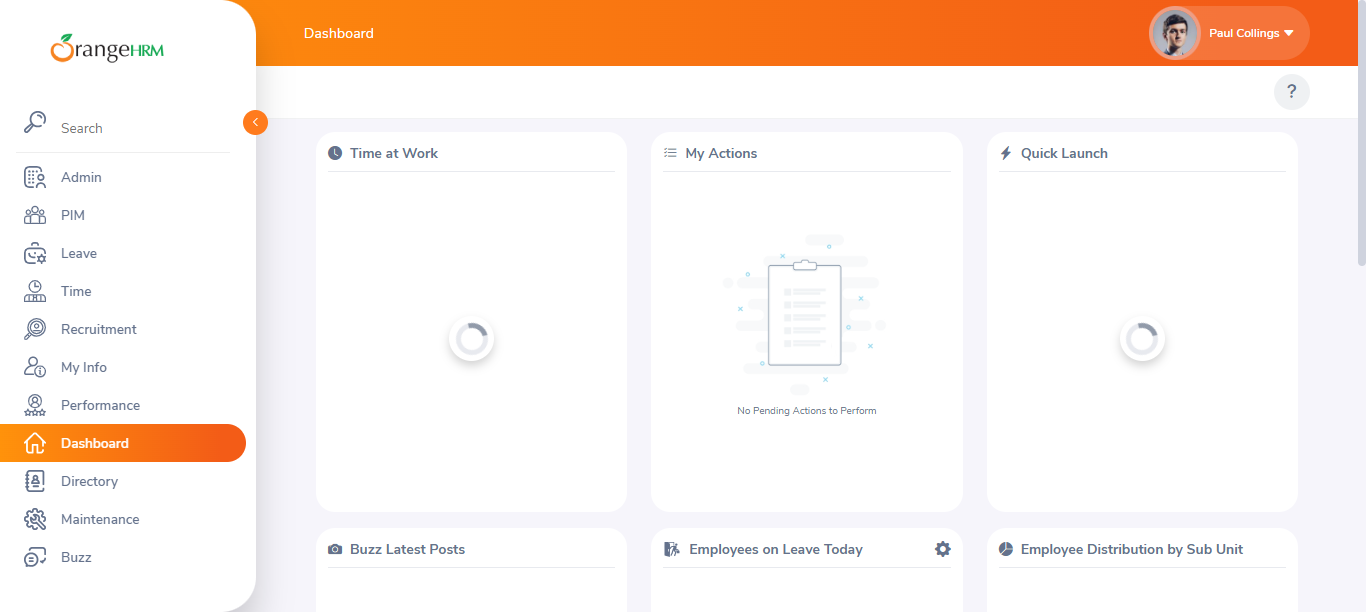 OrangeHRM
Search
Admin
PIM
Leave
Time
Recruitment
My Info
Performance
Dashboard
Directory
Maintenance
Buzz
Dashboard
Paul Collings
?
Time at Work
My Actions
No Pending Actions to Perform
Quick Launch
Buzz Latest Posts
Employees on Leave Today
Employee Distribution by Sub Unit